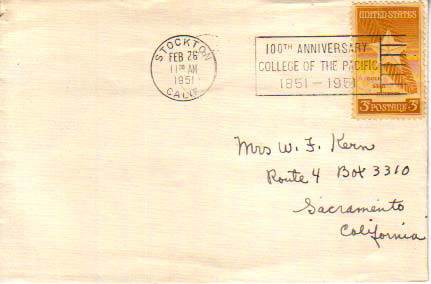 STOCKTON
FEB 26
11 AM
1951
CALIF.
100TH ANNIVERSARY
COLLEGE OF THE PACIFIC
1851 - 1951
UNITED STATES
3¢ POSTAGE 3¢
Mrs W. F. Kern
Route 4 Box 3310
Sacramento
California